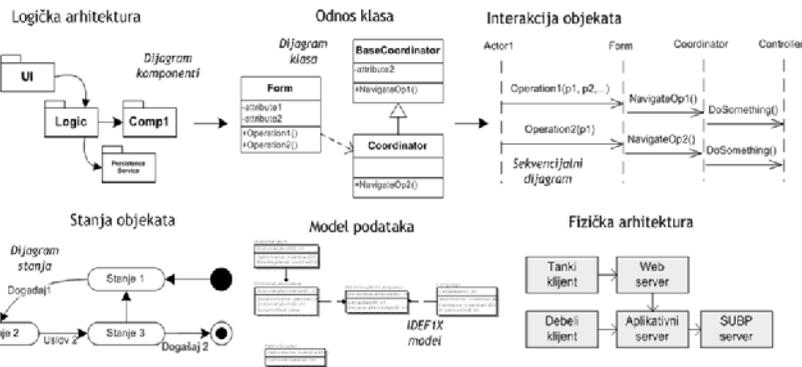 Logička arhitektura
Dijagram
komponenti
UI
Logic
Comp1
Persistence
Service
Odnos klasa
Dijagram
klasa
BaseCoordinator
-attribute2
+NavigateOp1()
Form
-attribute1
-attribute2
+Operation1()
+Operation2()
Coordinator
+NavigateOp2()
Interakcija objekata
Actor1
Form
Coordinator
Controller
Operation1(p1, p2,...)
NavigateOp1()
DoSomething()
Operation2(p1)
NavigateOp2()
DoSomething()
Sekvencijalni
dijagram
Stanja objekata
Dijagram
stanja
Stanje 1
Događaj1
je 2
Uslov 2
Stanje 3
Događaj 2
Model podataka
IDEF1X
model
Fizička arhitektura
Tanki
klijent
Web
server
Debeli
klijent
Aplikativni
server
SUBP
server